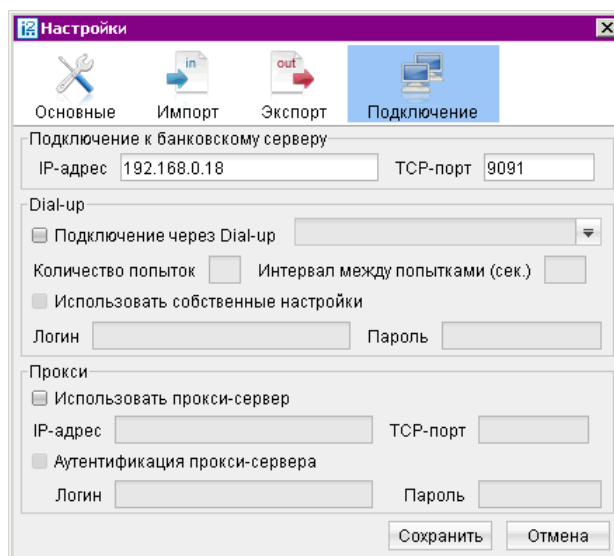 Настройки
in out
Основные Импорт Экспорт Подключение
Подключение к банковскому серверу
IP-адрес 192.168.0.18 TCP-порт 9091
Dial-up
Подключение через Dial-up
Количество попыток Интервал между попытками (сек.)
Использовать собственные настройки
Логин Пароль
Прокси
Использовать прокси-сервер
IP-адрес TCP-порт
Аутентификация прокси-сервера
Логин Пароль
Сохранить Отмена